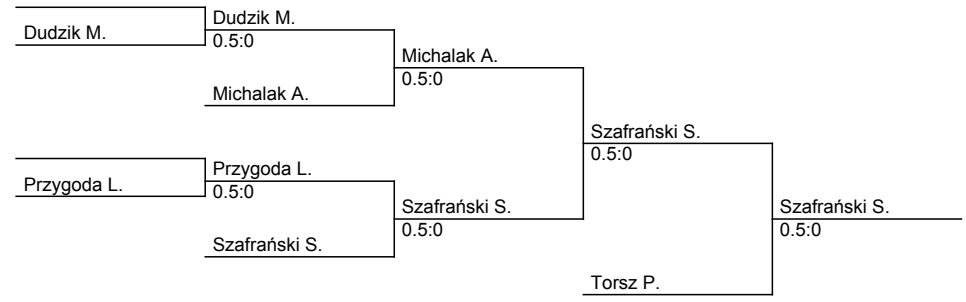 Dudzik M.
Dudzik M.
0.5:0
Michalak A.
0.5:0
Michalak A.
Szafrański S.
0.5:0
Przygoda L.
Przygoda L.
0.5:0
Szafrański S.
0.5:0
Szafrański S.
0.5:0
Szafrański S.
Torsz P.